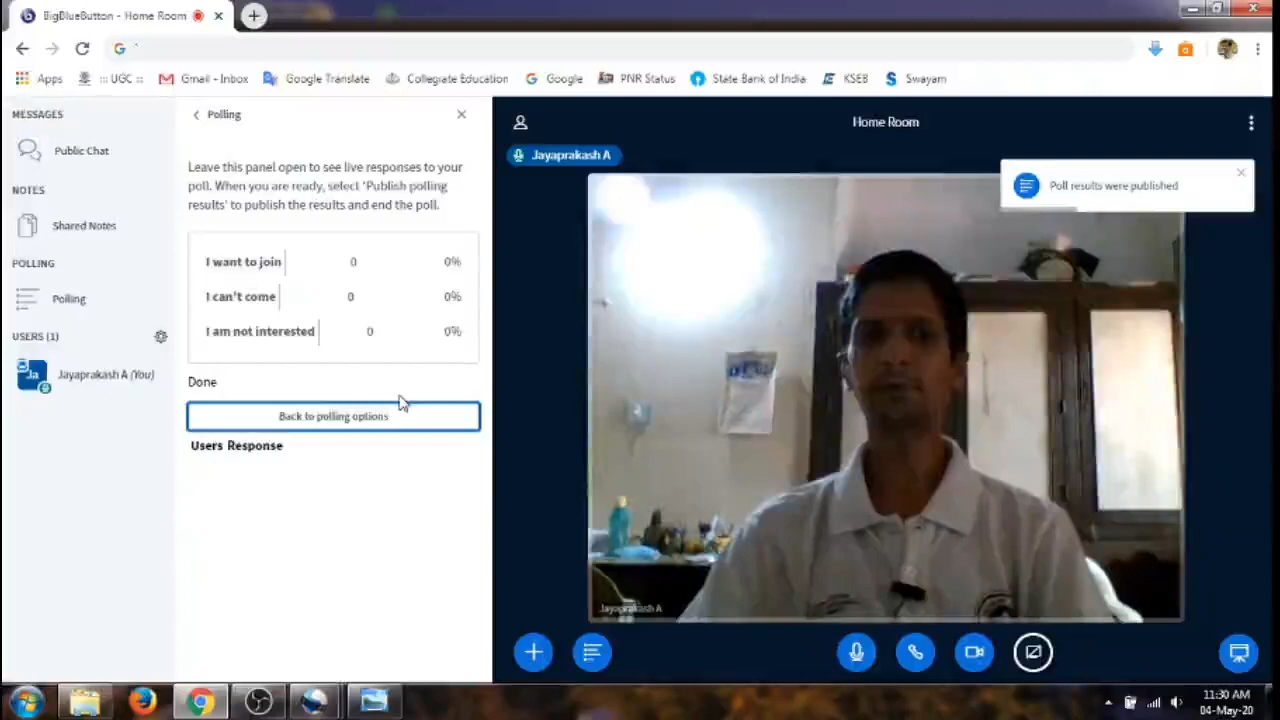 BigBlueButton - Home Room
Apps
::: UGC ::
Gmail - Inbox
Google Translate
Collegiate Education
Google
PNR Status
State Bank of India
KSEB
Swayam
MESSAGES
Public Chat
NOTES
Shared Notes
POLLING
Polling
USERS (1)
Ja
Jayaprakash A (You)
Polling
Leave this panel open to see live responses to your
poll. When you are ready, select 'Publish polling
results' to publish the results and end the poll.
I want to join 0 0%
I can't come 0 0%
I am not interested 0 0%
Done
Back to polling options
Users Response
Home Room
Jayaprakash A
Poll results were published
Jayaprakash A
11:30 AM
04-May-20